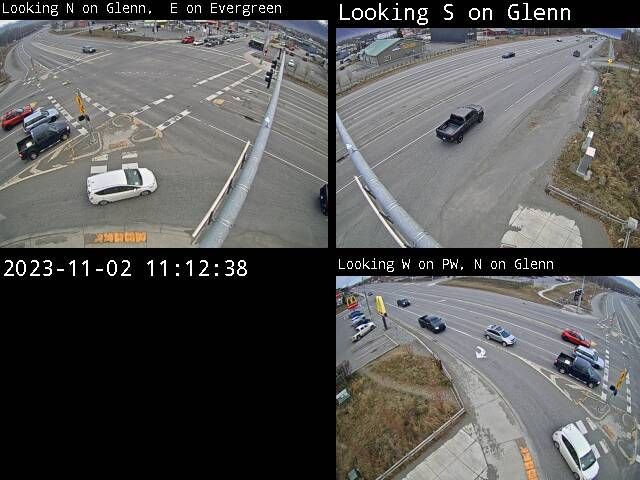 Looking N on Glenn,  E on Evergreen
Looking S on Glenn
2023-11-02 11:12:38
Looking W on PW, N on Glenn